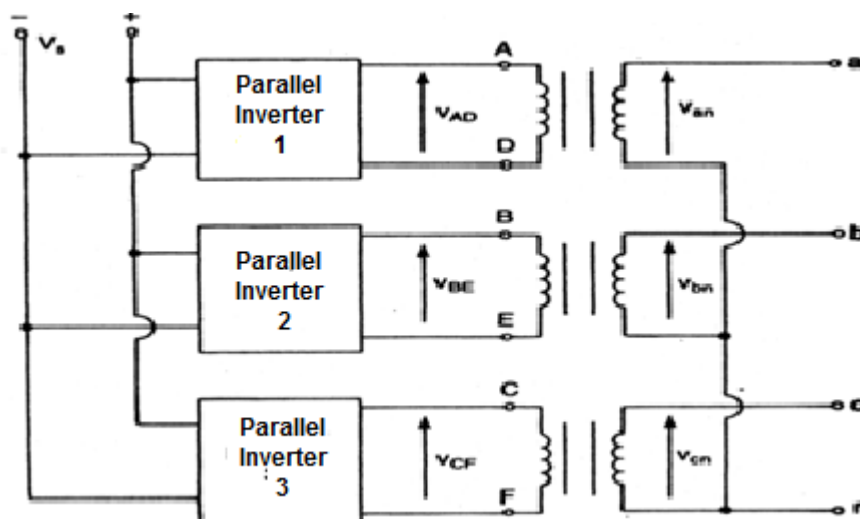 − +
Vs
Parallel
Inverter
1
A
vAD
D
van
a
Parallel
Inverter
2
B
vBE
E
vbn
b
Parallel
Inverter
3
C
vCF
F
vcn
c